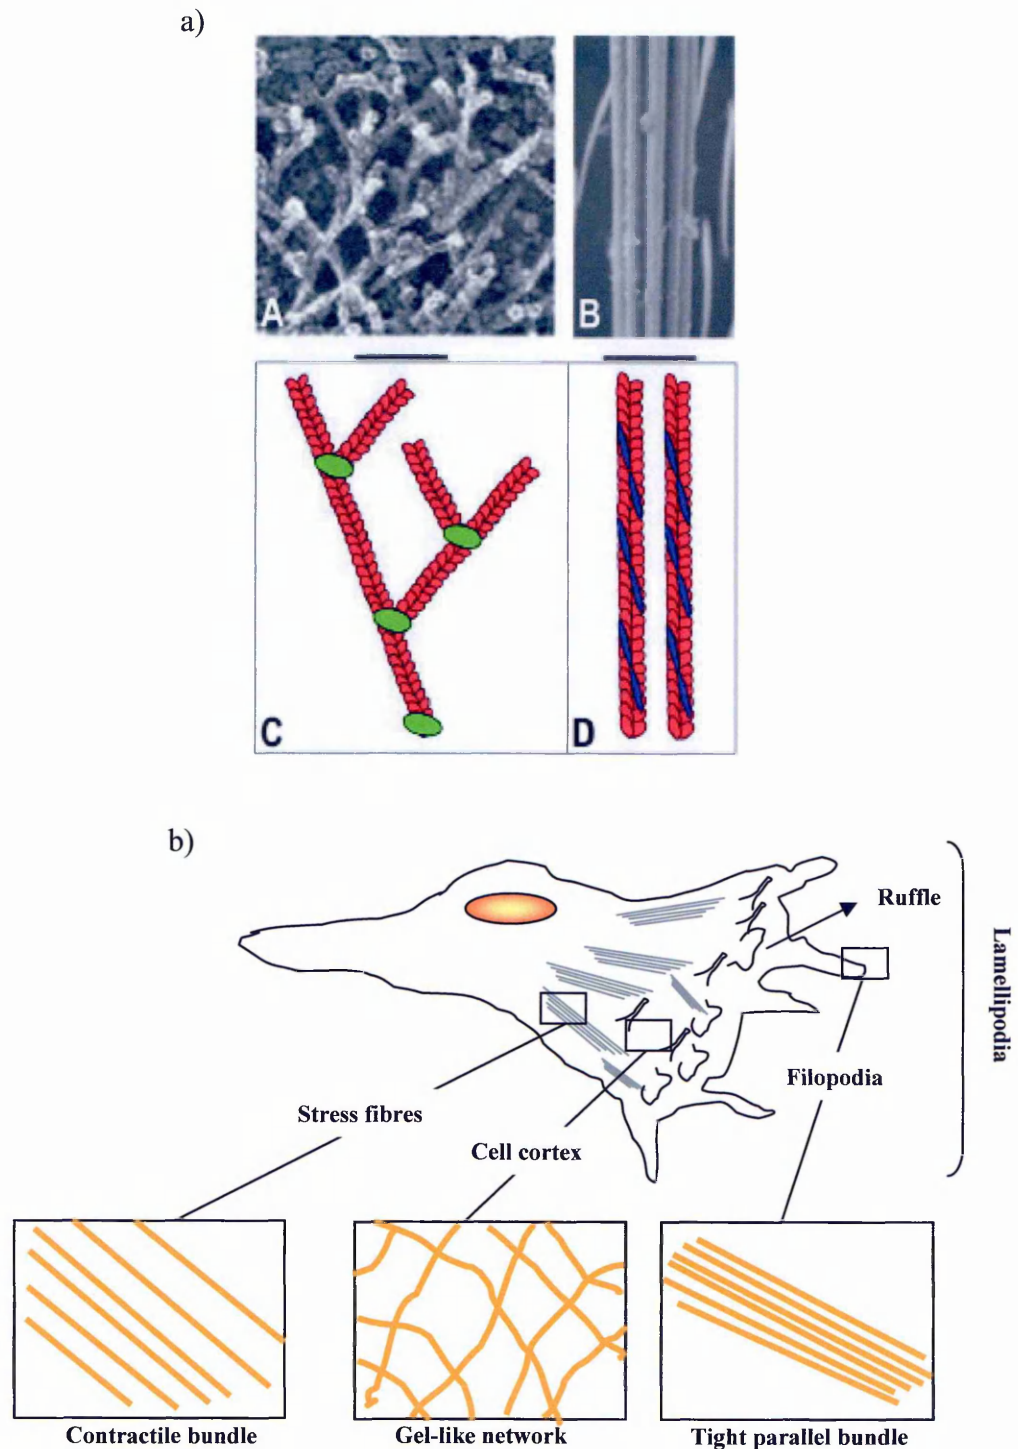 a)
A
B
C
D
b)
Ruffle
Lamellipodia
Filopodia
Stress fibres
Cell cortex
Contractile bundle
Gel-like network
Tight parallel bundle